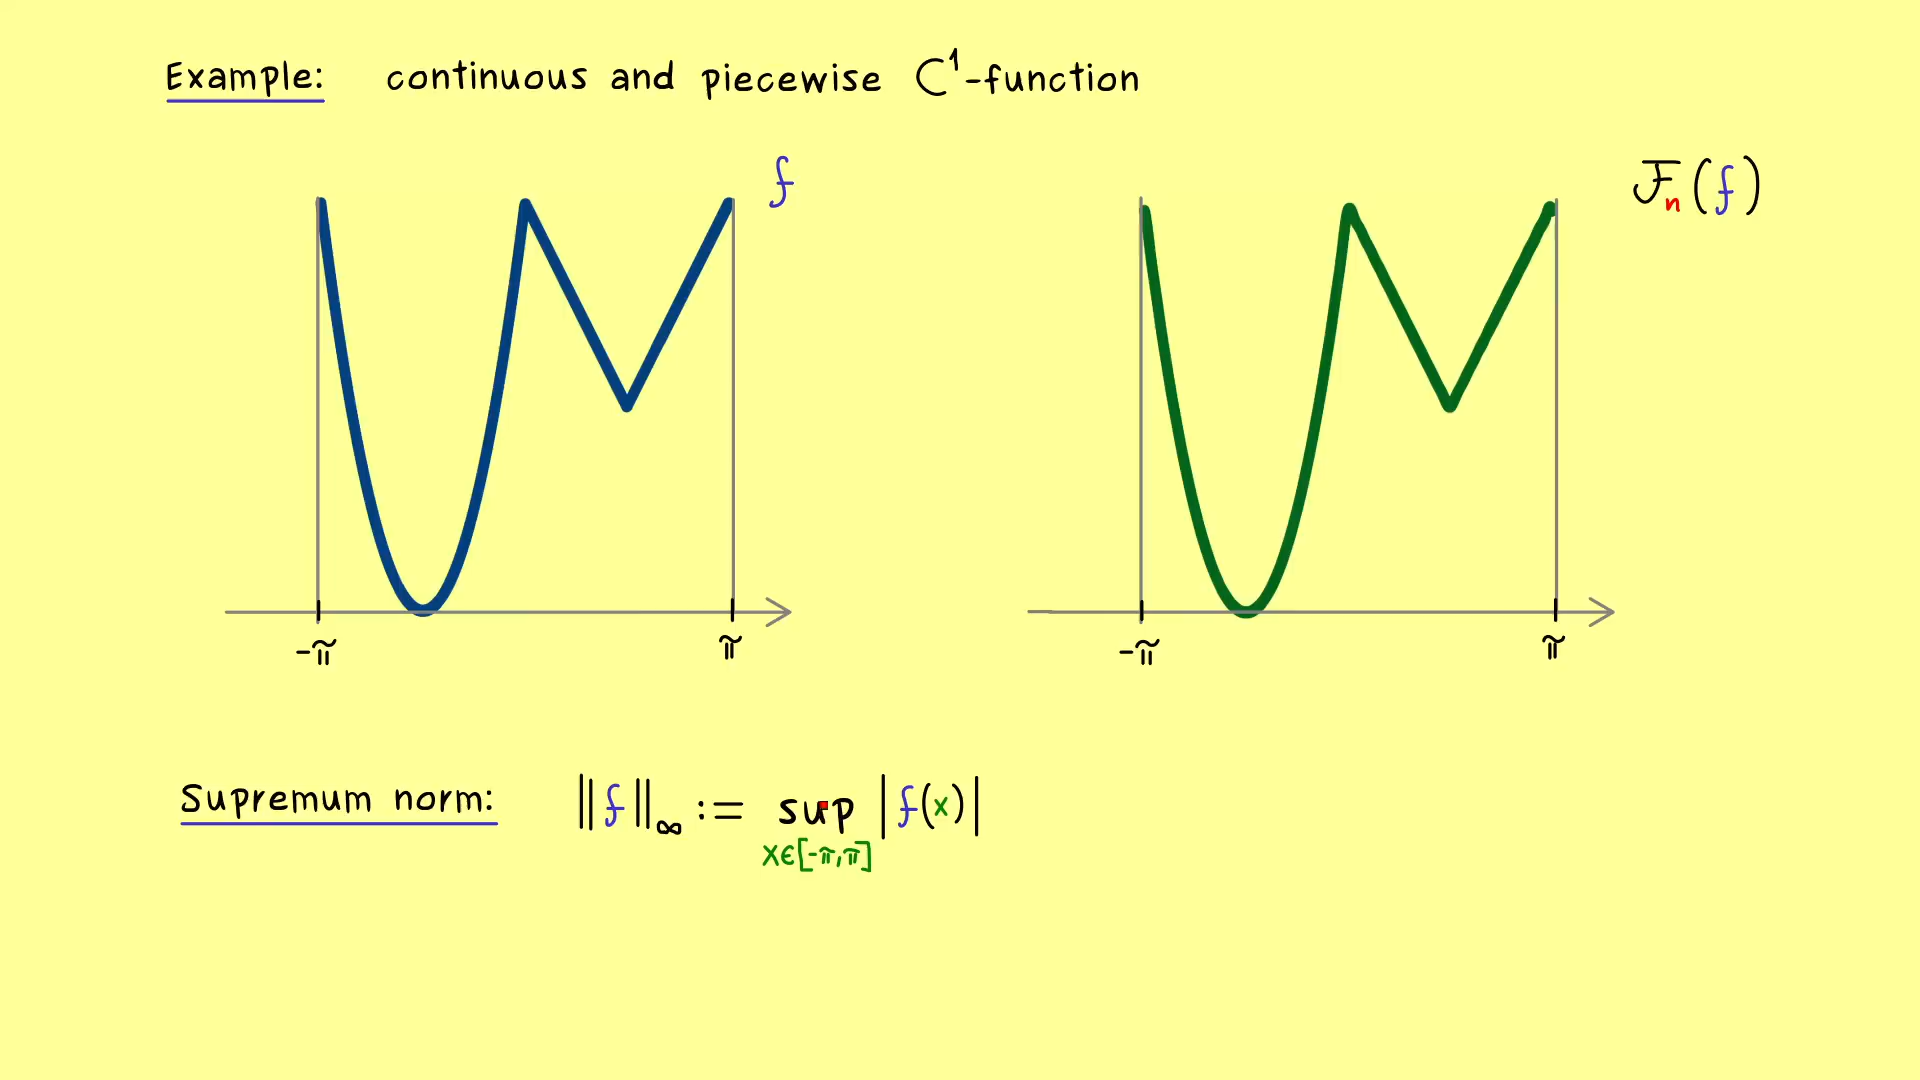 Example: continuous and piecewise C¹-function
f
𝓕ₙ(f)
-π π
-π π
Supremum norm: ‖f‖∞ := sup |f(x)|
x∈[-π,π]